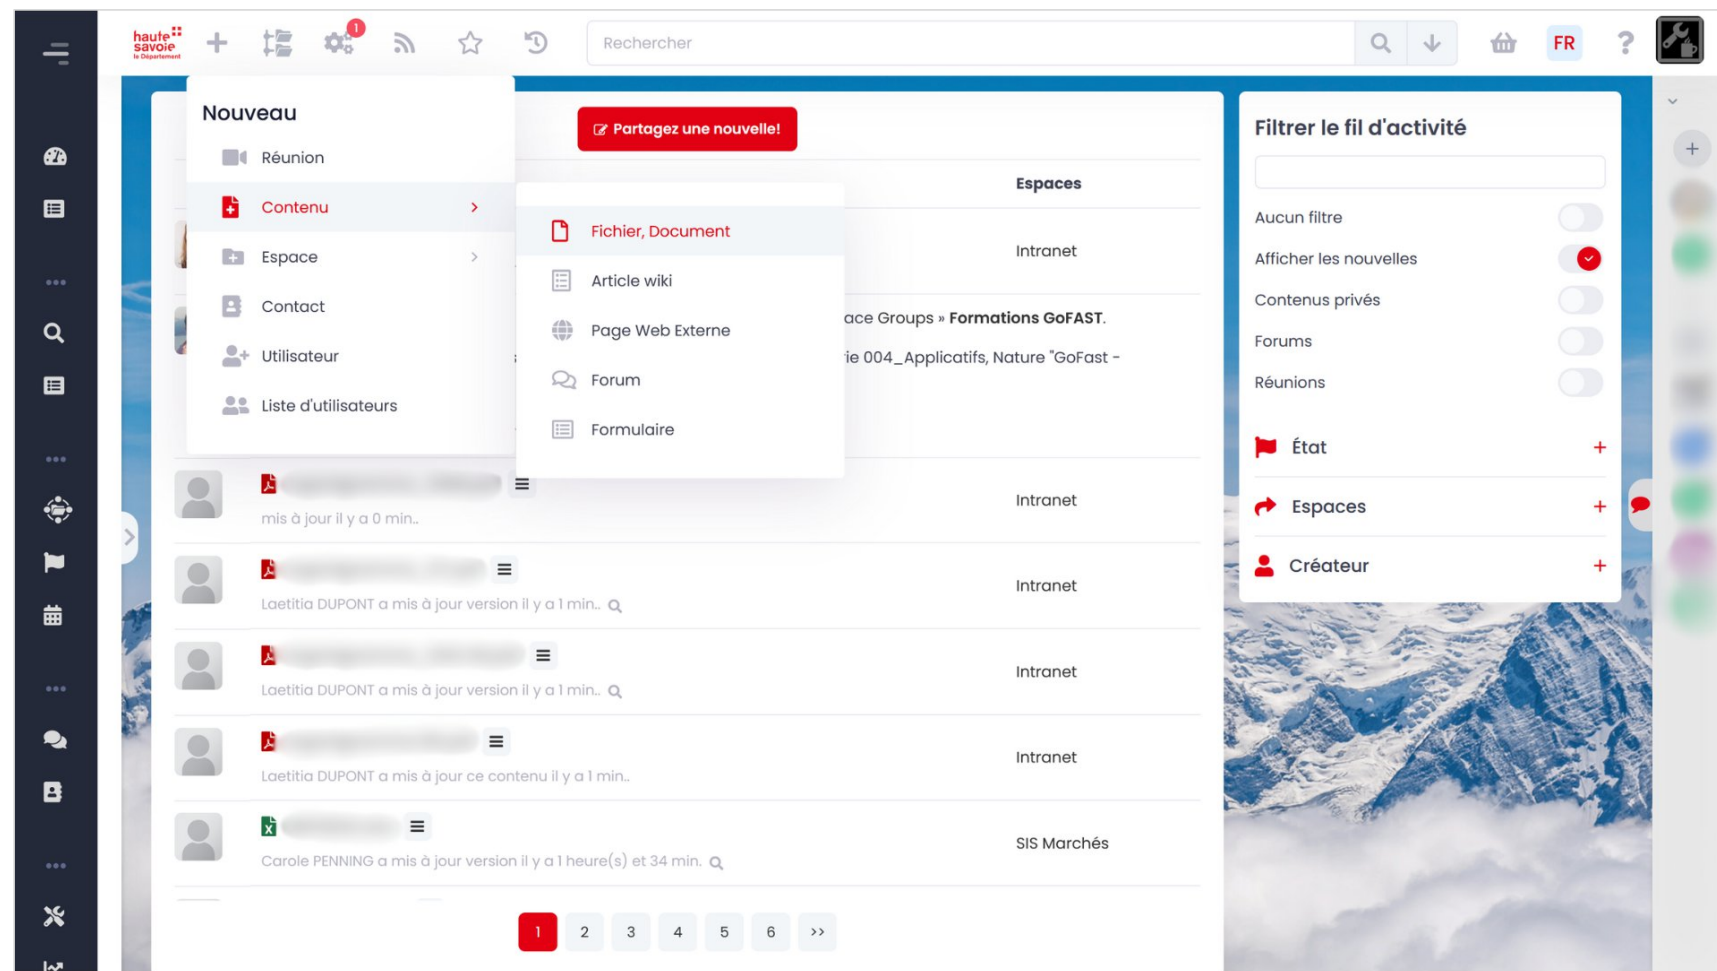 haute
savoie
le Département
1
Rechercher
FR
?
Nouveau
Réunion
Contenu
Espace
Contact
Utilisateur
Liste d'utilisateurs
Fichier, Document
Article wiki
Page Web Externe
Forum
Formulaire
Partagez une nouvelle!
Espaces
Intranet
ace Groups » Formations GoFAST.
ie 004_Applicatifs, Nature "GoFast -
mis à jour il y a 0 min..
Intranet
Laetitia DUPONT a mis à jour version il y a 1 min..
Intranet
Laetitia DUPONT a mis à jour version il y a 1 min..
Intranet
Laetitia DUPONT a mis à jour ce contenu il y a 1 min..
Intranet
Carole PENNING a mis à jour version il y a 1 heure(s) et 34 min.
SIS Marchés
1 2 3 4 5 6 >>
Filtrer le fil d'activité
Aucun filtre
Afficher les nouvelles
Contenus privés
Forums
Réunions
État
Espaces
Créateur